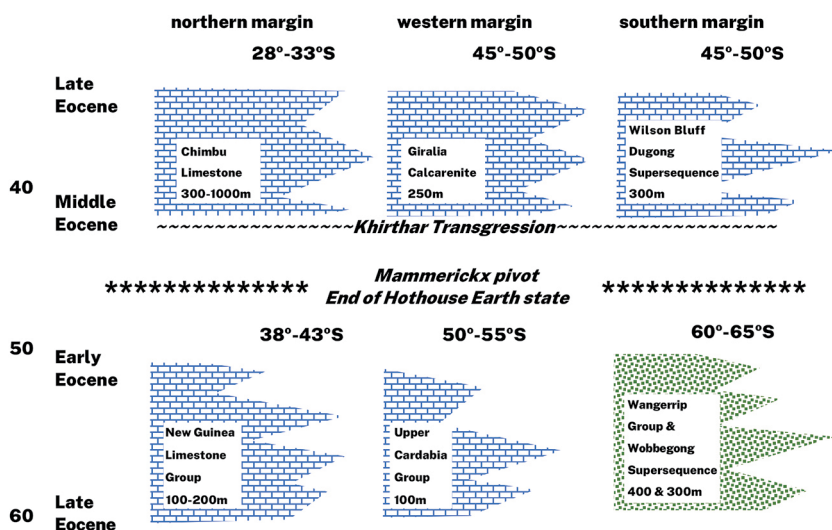 northern margin
western margin
southern margin
28º-33ºS
45º-50ºS
45º-50ºS
Late
Eocene
Chimbu
Limestone
300-1000m
Giralia
Calcarenite
250m
Wilson Bluff
Dugong
Supersequence
300m
40
Middle
Eocene
~~~~~~~~~~~~~~~~~~~~Khirthar Transgression~~~~~~~~~~~~~~~~~~~~~~~
Mammerickx pivot
************** End of Hothouse Earth state **************
38º-43ºS
50º-55ºS
60º-65ºS
50
Early
Eocene
New Guinea
Limestone
Group
100-200m
Upper
Cardabia
Group
100m
Wangerrip
Group &
Wobbegong
Supersequence
400 & 300m
60
Late
Eocene